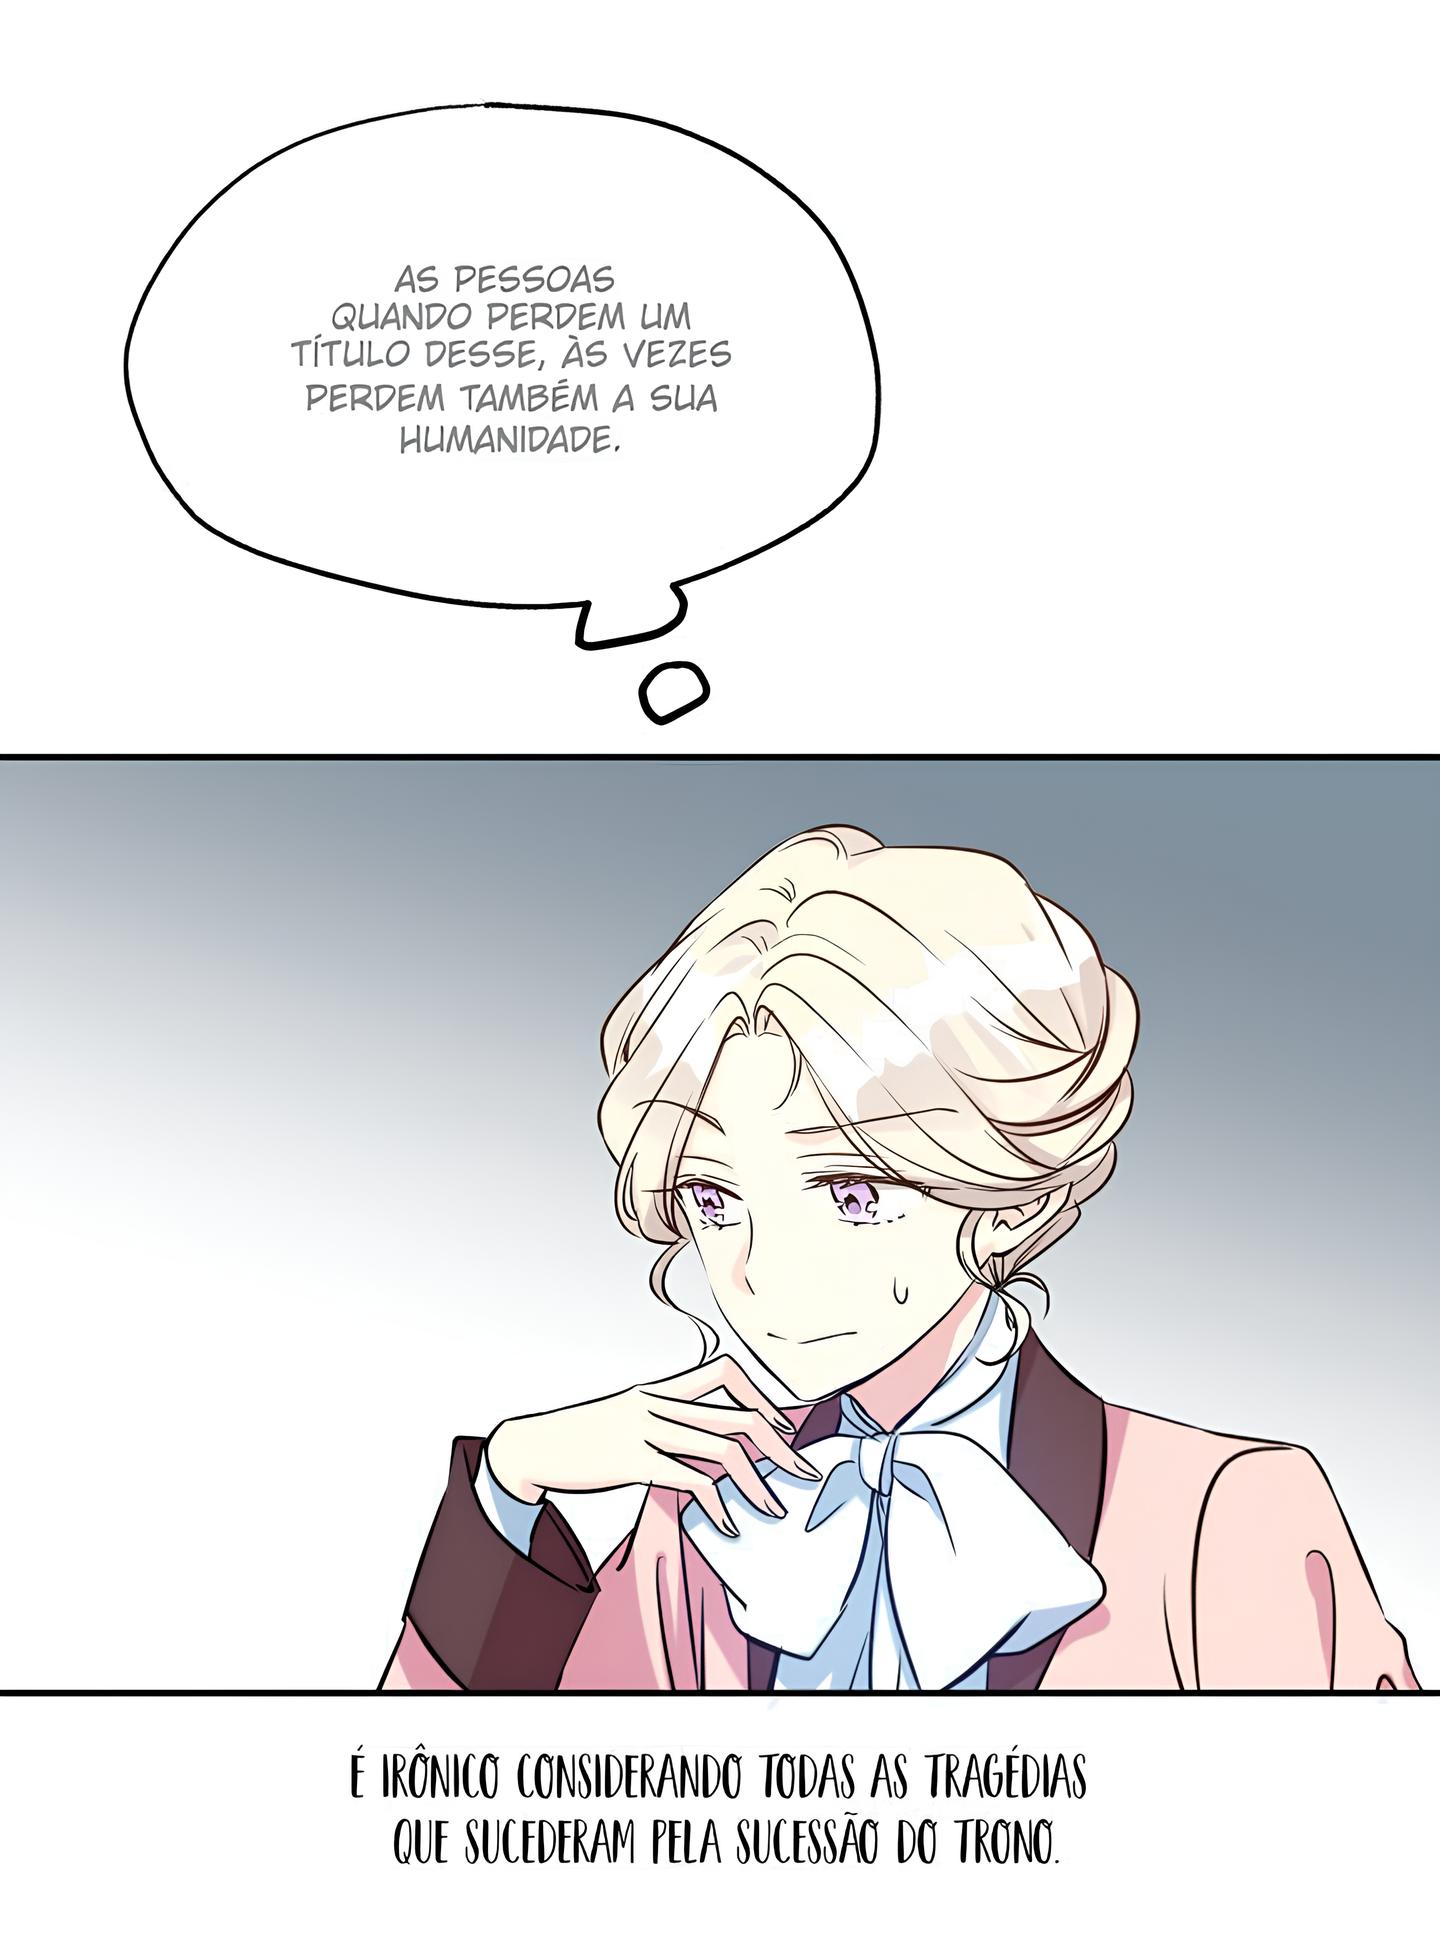 AS PESSOAS
QUANDO PERDEM UM
TÍTULO DESSE, ÀS VEZES
PERDEM TAMBÉM A SUA
HUMANIDADE.
É IRÔNICO CONSIDERANDO TODAS AS TRAGÉDIAS
QUE SUCEDERAM PELA SUCESSÃO DO TRONO.